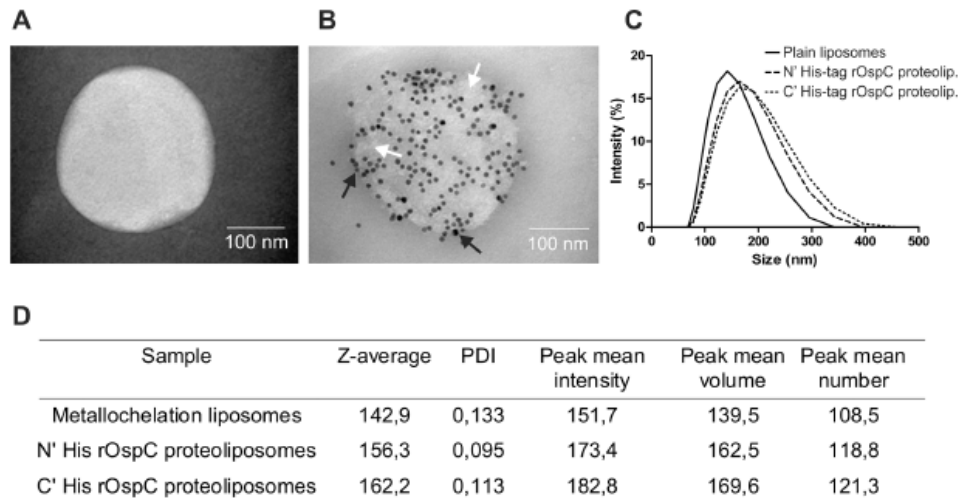 A
B
C
100 nm
100 nm
Plain liposomes
N' His-tag rOspC proteolip.
C' His-tag rOspC proteolip.
Intensity (%)
20
15
10
5
0
0 100 200 300 400 500
Size (nm)
D
Sample Z-average PDI Peak mean intensity Peak mean volume Peak mean number
Metallochelation liposomes 142,9 0,133 151,7 139,5 108,5
N' His rOspC proteoliposomes 156,3 0,095 173,4 162,5 118,8
C' His rOspC proteoliposomes 162,2 0,113 182,8 169,6 121,3